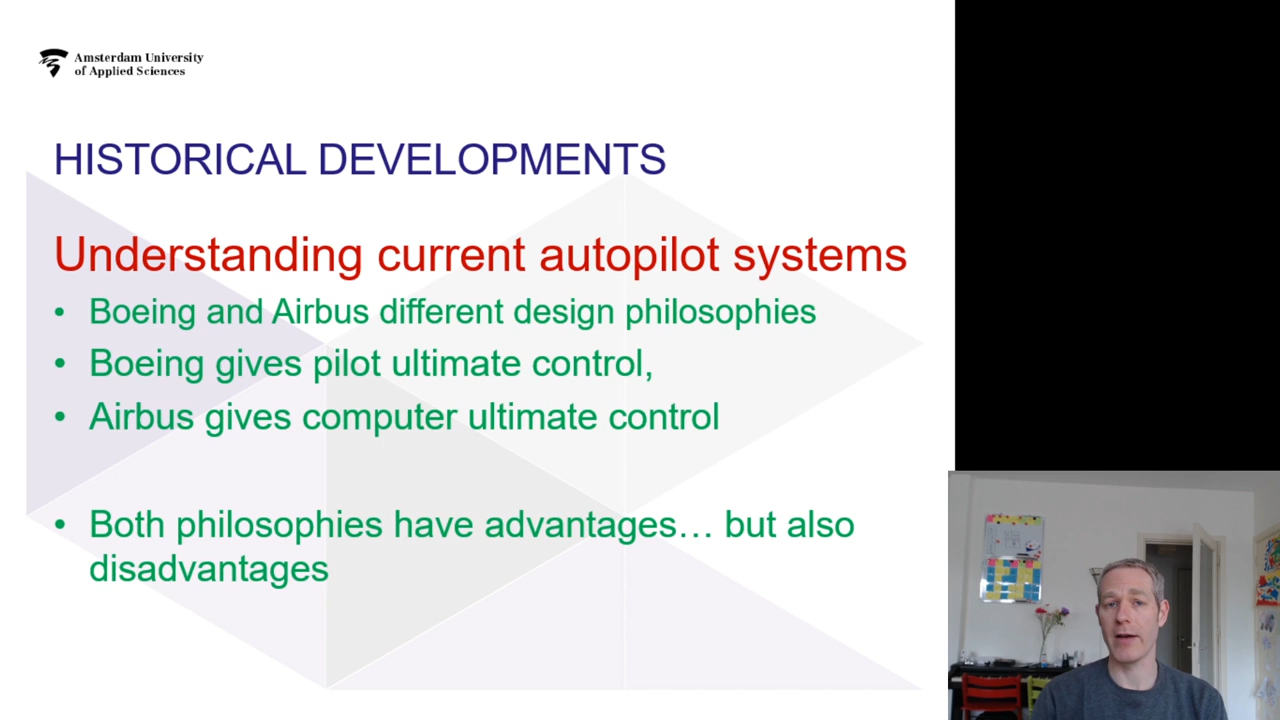 Amsterdam University
of Applied Sciences
HISTORICAL DEVELOPMENTS
Understanding current autopilot systems
• Boeing and Airbus different design philosophies
• Boeing gives pilot ultimate control,
• Airbus gives computer ultimate control
• Both philosophies have advantages… but also
disadvantages